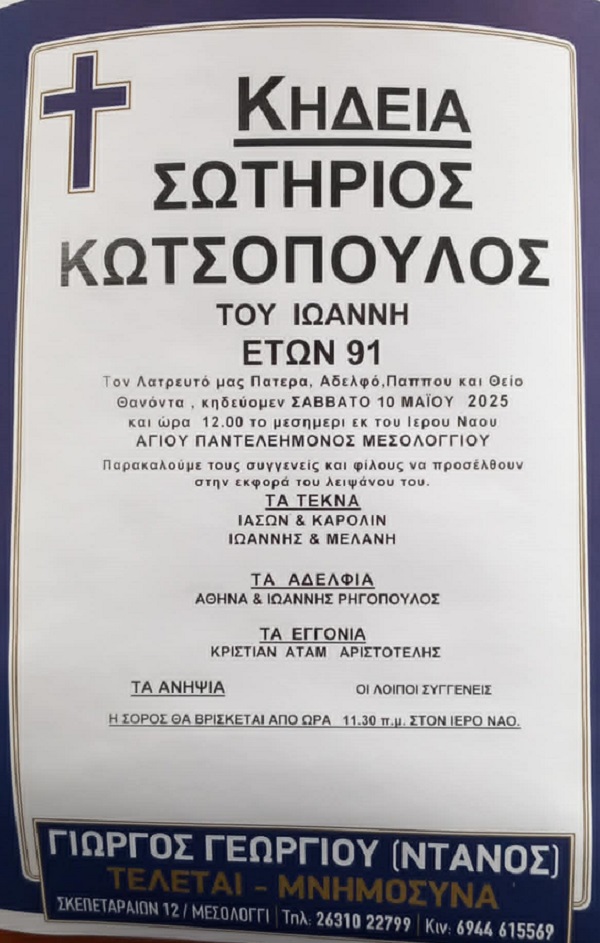 ΚΗΔΕΙΑ
ΣΩΤΗΡΙΟΣ
ΚΩΤΣΟΠΟΥΛΟΣ
ΤΟΥ ΙΩΑΝΝΗ
ΕΤΩΝ 91
Τον Λατρευτό μας Πατερα, Αδελφό,Παππου και Θείο
Θανόντα , κηδεύομεν ΣΑΒΒΑΤΟ 10 ΜΑΪΟΥ 2025
και ώρα 12.00 το μεσημερι εκ του Ιερου Ναου
ΑΓΙΟΥ ΠΑΝΤΕΛΕΗΜΟΝΟΣ ΜΕΣΟΛΟΓΓΙΟΥ
Παρακαλούμε τους συγγενείς και φίλους να προσέλθουν
στην εκφορά του λειψάνου του.
ΤΑ ΤΕΚΝΑ
ΙΑΣΩΝ & ΚΑΡΟΛΙΝ
ΙΩΑΝΝΗΣ & ΜΕΛΑΝΗ
ΤΑ ΑΔΕΛΦΙΑ
ΑΘΗΝΑ & ΙΩΑΝΝΗΣ ΡΗΓΟΠΟΥΛΟΣ
ΤΑ ΕΓΓΟΝΙΑ
ΚΡΙΣΤΙΑΝ ΑΤΑΜ ΑΡΙΣΤΟΤΕΛΗΣ
ΤΑ ΑΝΗΨΙΑ ΟΙ ΛΟΙΠΟΙ ΣΥΓΓΕΝΕΙΣ
Η ΣΟΡΟΣ ΘΑ ΒΡΙΣΚΕΤΑΙ ΑΠΟ ΩΡΑ 11.30 π.μ. ΣΤΟΝ ΙΕΡΟ ΝΑΟ.
ΓΙΩΡΓΟΣ ΓΕΩΡΓΙΟΥ (ΝΤΑΝΟΣ)
ΤΕΛΕΤΑΙ - ΜΝΗΜΟΣΥΝΑ
ΣΚΕΠΕΤΑΡΑΙΩΝ 12 / ΜΕΣΟΛΟΓΓΙ | Τηλ: 26310 22799 | Κιν: 6944 615569